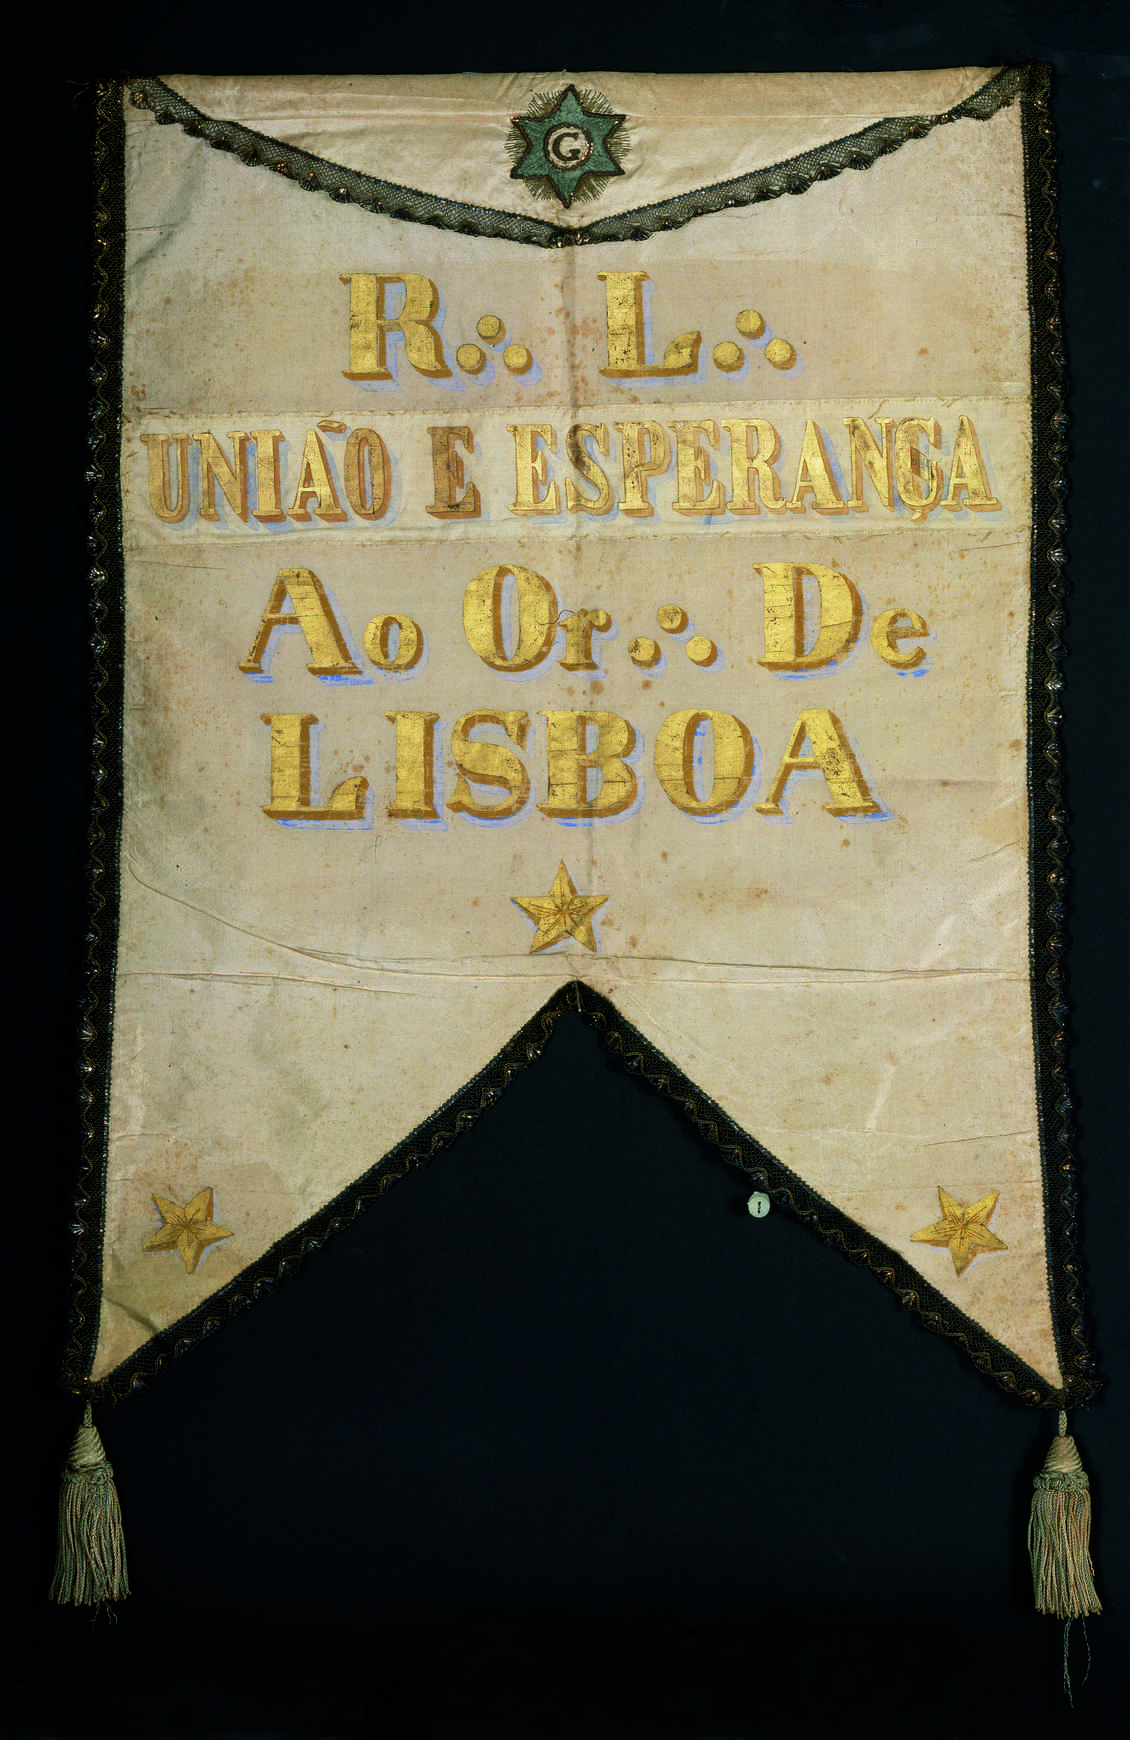 G
R∴ L∴
UNIÃO E ESPERANÇA
Ao Or∴ De
LISBOA